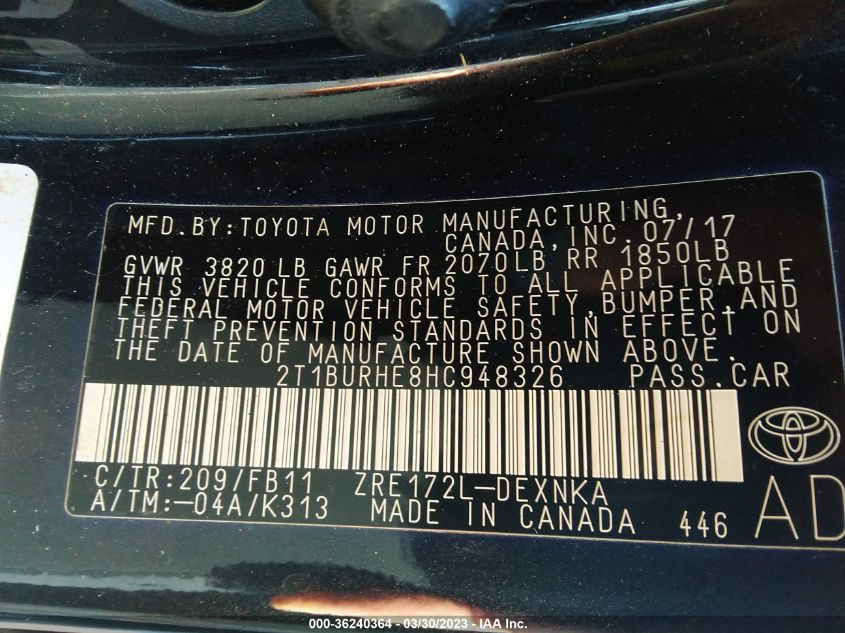 MFD.BY:TOYOTA MOTOR MANUFACTURING,
CANADA,INC. 07/17
GVWR 3820 LB GAWR FR 2070LB RR 1850LB
THIS VEHICLE CONFORMS TO ALL APPLICABLE
FEDERAL MOTOR VEHICLE SAFETY,BUMPER,AND
THEFT PREVENTION STANDARDS IN EFFECT ON
THE DATE OF MANUFACTURE SHOWN ABOVE.
2T1BURHE8HC948326 PASS.CAR
C/TR:209/FB11 ZRE172L-DEXNKA
A/TM:-04A/K313 MADE IN CANADA 446 AD
000-36240364 - 03/30/2023 - IAA Inc.